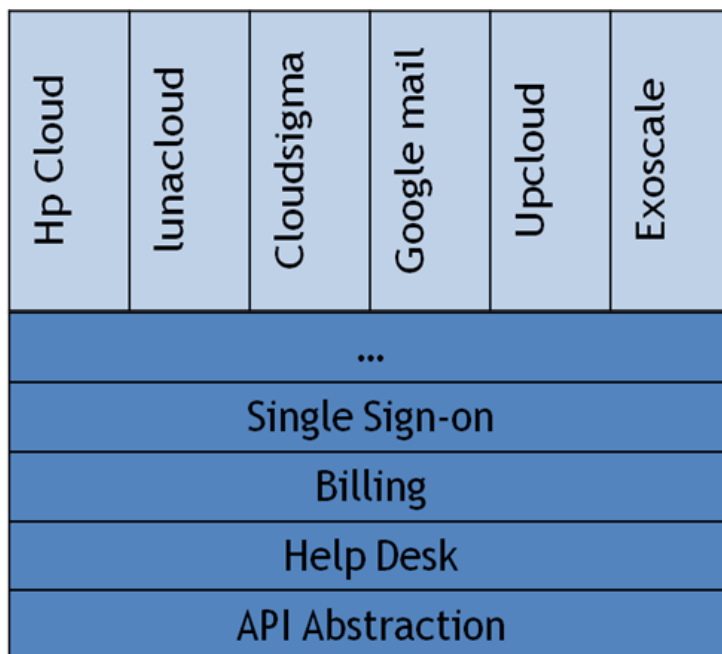 Hp Cloud
lunacloud
Cloudsigma
Google mail
Upcloud
Exoscale
...
Single Sign-on
Billing
Help Desk
API Abstraction